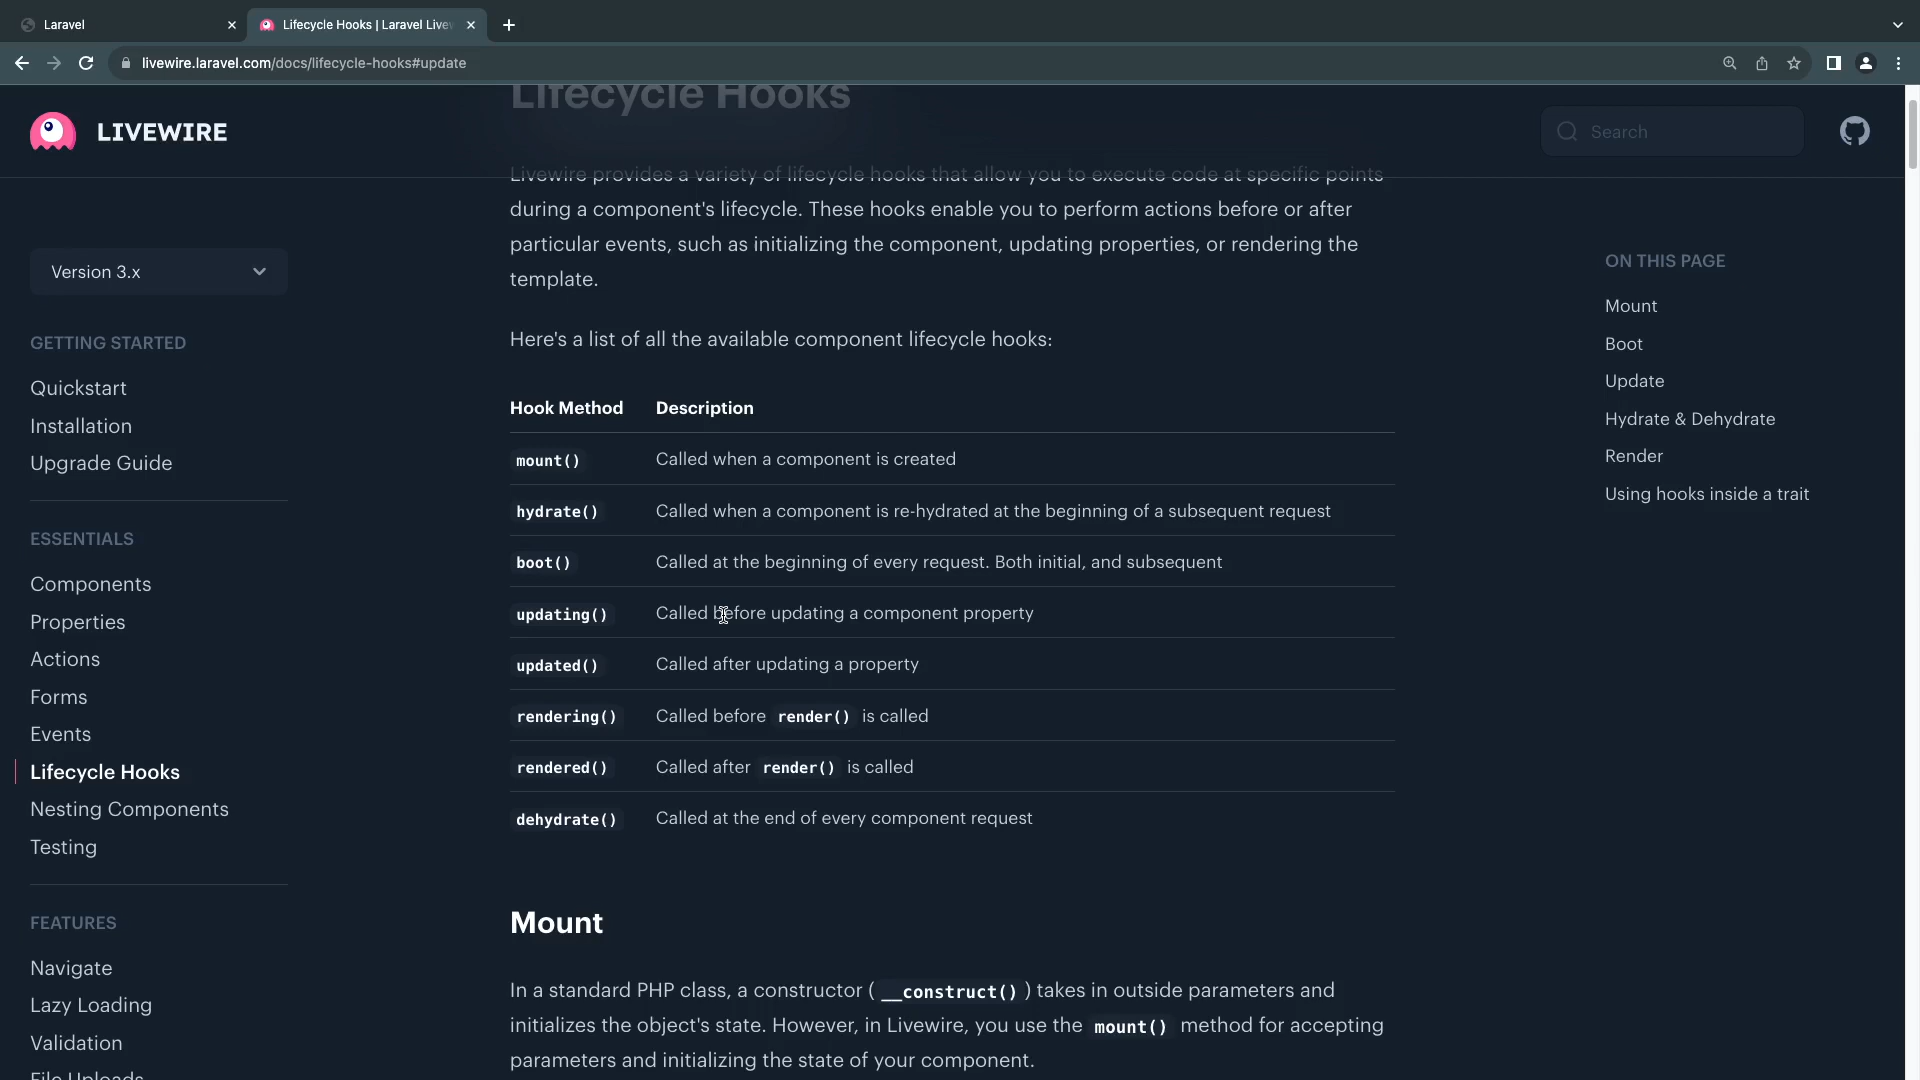 Laravel
Lifecycle Hooks | Laravel Live
livewire.laravel.com/docs/lifecycle-hooks#update
LIVEWIRE
Search
Version 3.x
GETTING STARTED
Quickstart
Installation
Upgrade Guide
ESSENTIALS
Components
Properties
Actions
Forms
Events
Lifecycle Hooks
Nesting Components
Testing
FEATURES
Navigate
Lazy Loading
Validation
File Uploads
Lifecycle Hooks
Livewire provides a variety of lifecycle hooks that allow you to execute code at specific points
during a component's lifecycle. These hooks enable you to perform actions before or after
particular events, such as initializing the component, updating properties, or rendering the
template.
Here's a list of all the available component lifecycle hooks:
Hook Method Description
mount() Called when a component is created
hydrate() Called when a component is re-hydrated at the beginning of a subsequent request
boot() Called at the beginning of every request. Both initial, and subsequent
updating() Called before updating a component property
updated() Called after updating a property
rendering() Called before render() is called
rendered() Called after render() is called
dehydrate() Called at the end of every component request
Mount
In a standard PHP class, a constructor ( __construct() ) takes in outside parameters and
initializes the object's state. However, in Livewire, you use the mount() method for accepting
parameters and initializing the state of your component.
ON THIS PAGE
Mount
Boot
Update
Hydrate & Dehydrate
Render
Using hooks inside a trait